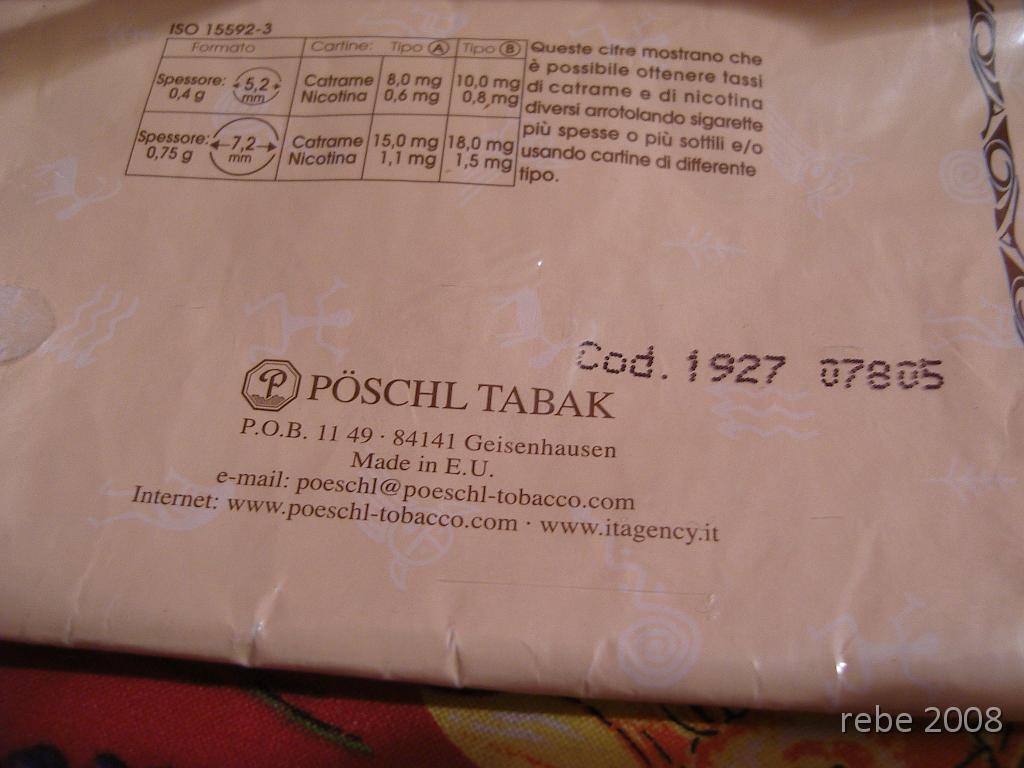 ISO 15592-3
Formato Cartine: Tipo A Tipo B
Spessore: 0,4 g 5,2 mm Catrame 8,0 mg 10,0 mg
Nicotina 0,6 mg 0,8 mg
Spessore: 0,75 g 7,2 mm Catrame 15,0 mg 18,0 mg
Nicotina 1,1 mg 1,5 mg
Queste cifre mostrano che
è possibile ottenere tassi
di catrame e di nicotina
diversi arrotolando sigarette
più spesse o più sottili e/o
usando cartine di differente
tipo.
Cod.1927 07805
P PÖSCHL TABAK
P.O.B. 11 49 · 84141 Geisenhausen
Made in E.U.
e-mail: poeschl@poeschl-tobacco.com
Internet: www.poeschl-tobacco.com · www.itagency.it
rebe 2008